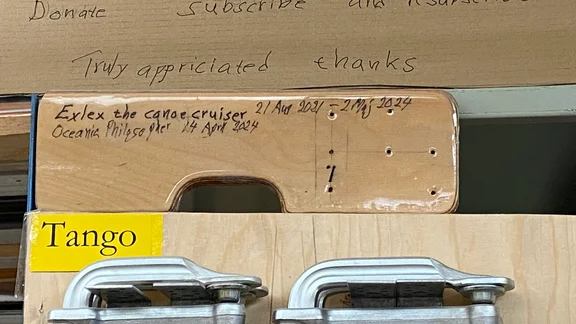 Donate Subscribe and
Truly appriciated thanks
Exlex the canoe cruiser 21 Aug 2021 - 2 Maj 2024
Oceanic Philosopher 14 April 2024
7
Tango